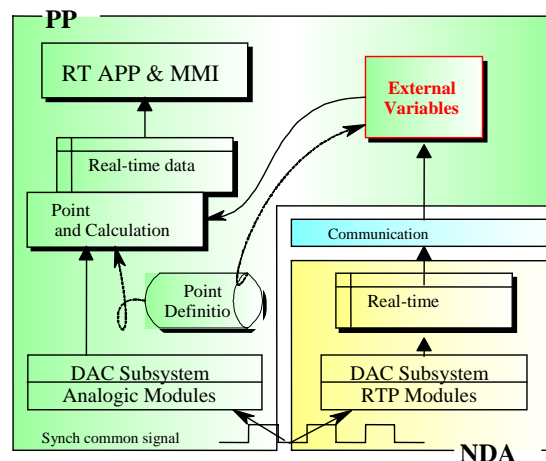 PP
RT APP & MMI
External
Variables
Real-time data
Point
and Calculation
Communication
Point
Definitio
Real-time
DAC Subsystem
Analogic Modules
DAC Subsystem
RTP Modules
Synch common signal
NDA